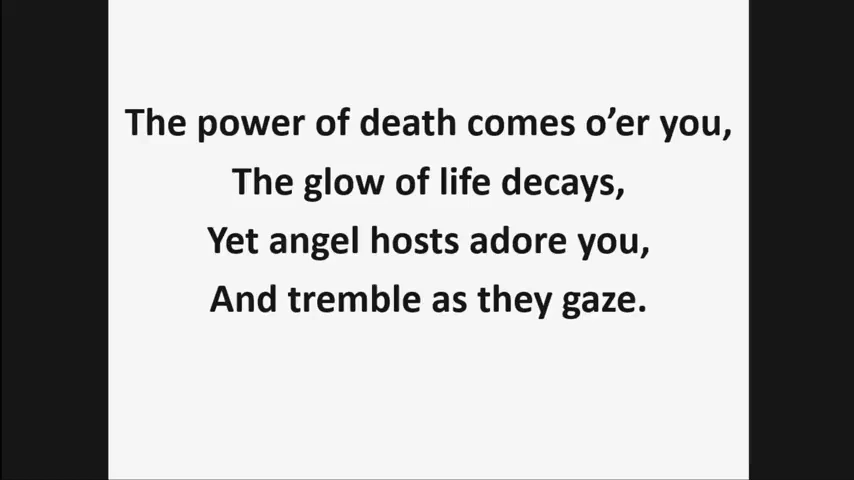 The power of death comes o’er you,
The glow of life decays,
Yet angel hosts adore you,
And tremble as they gaze.